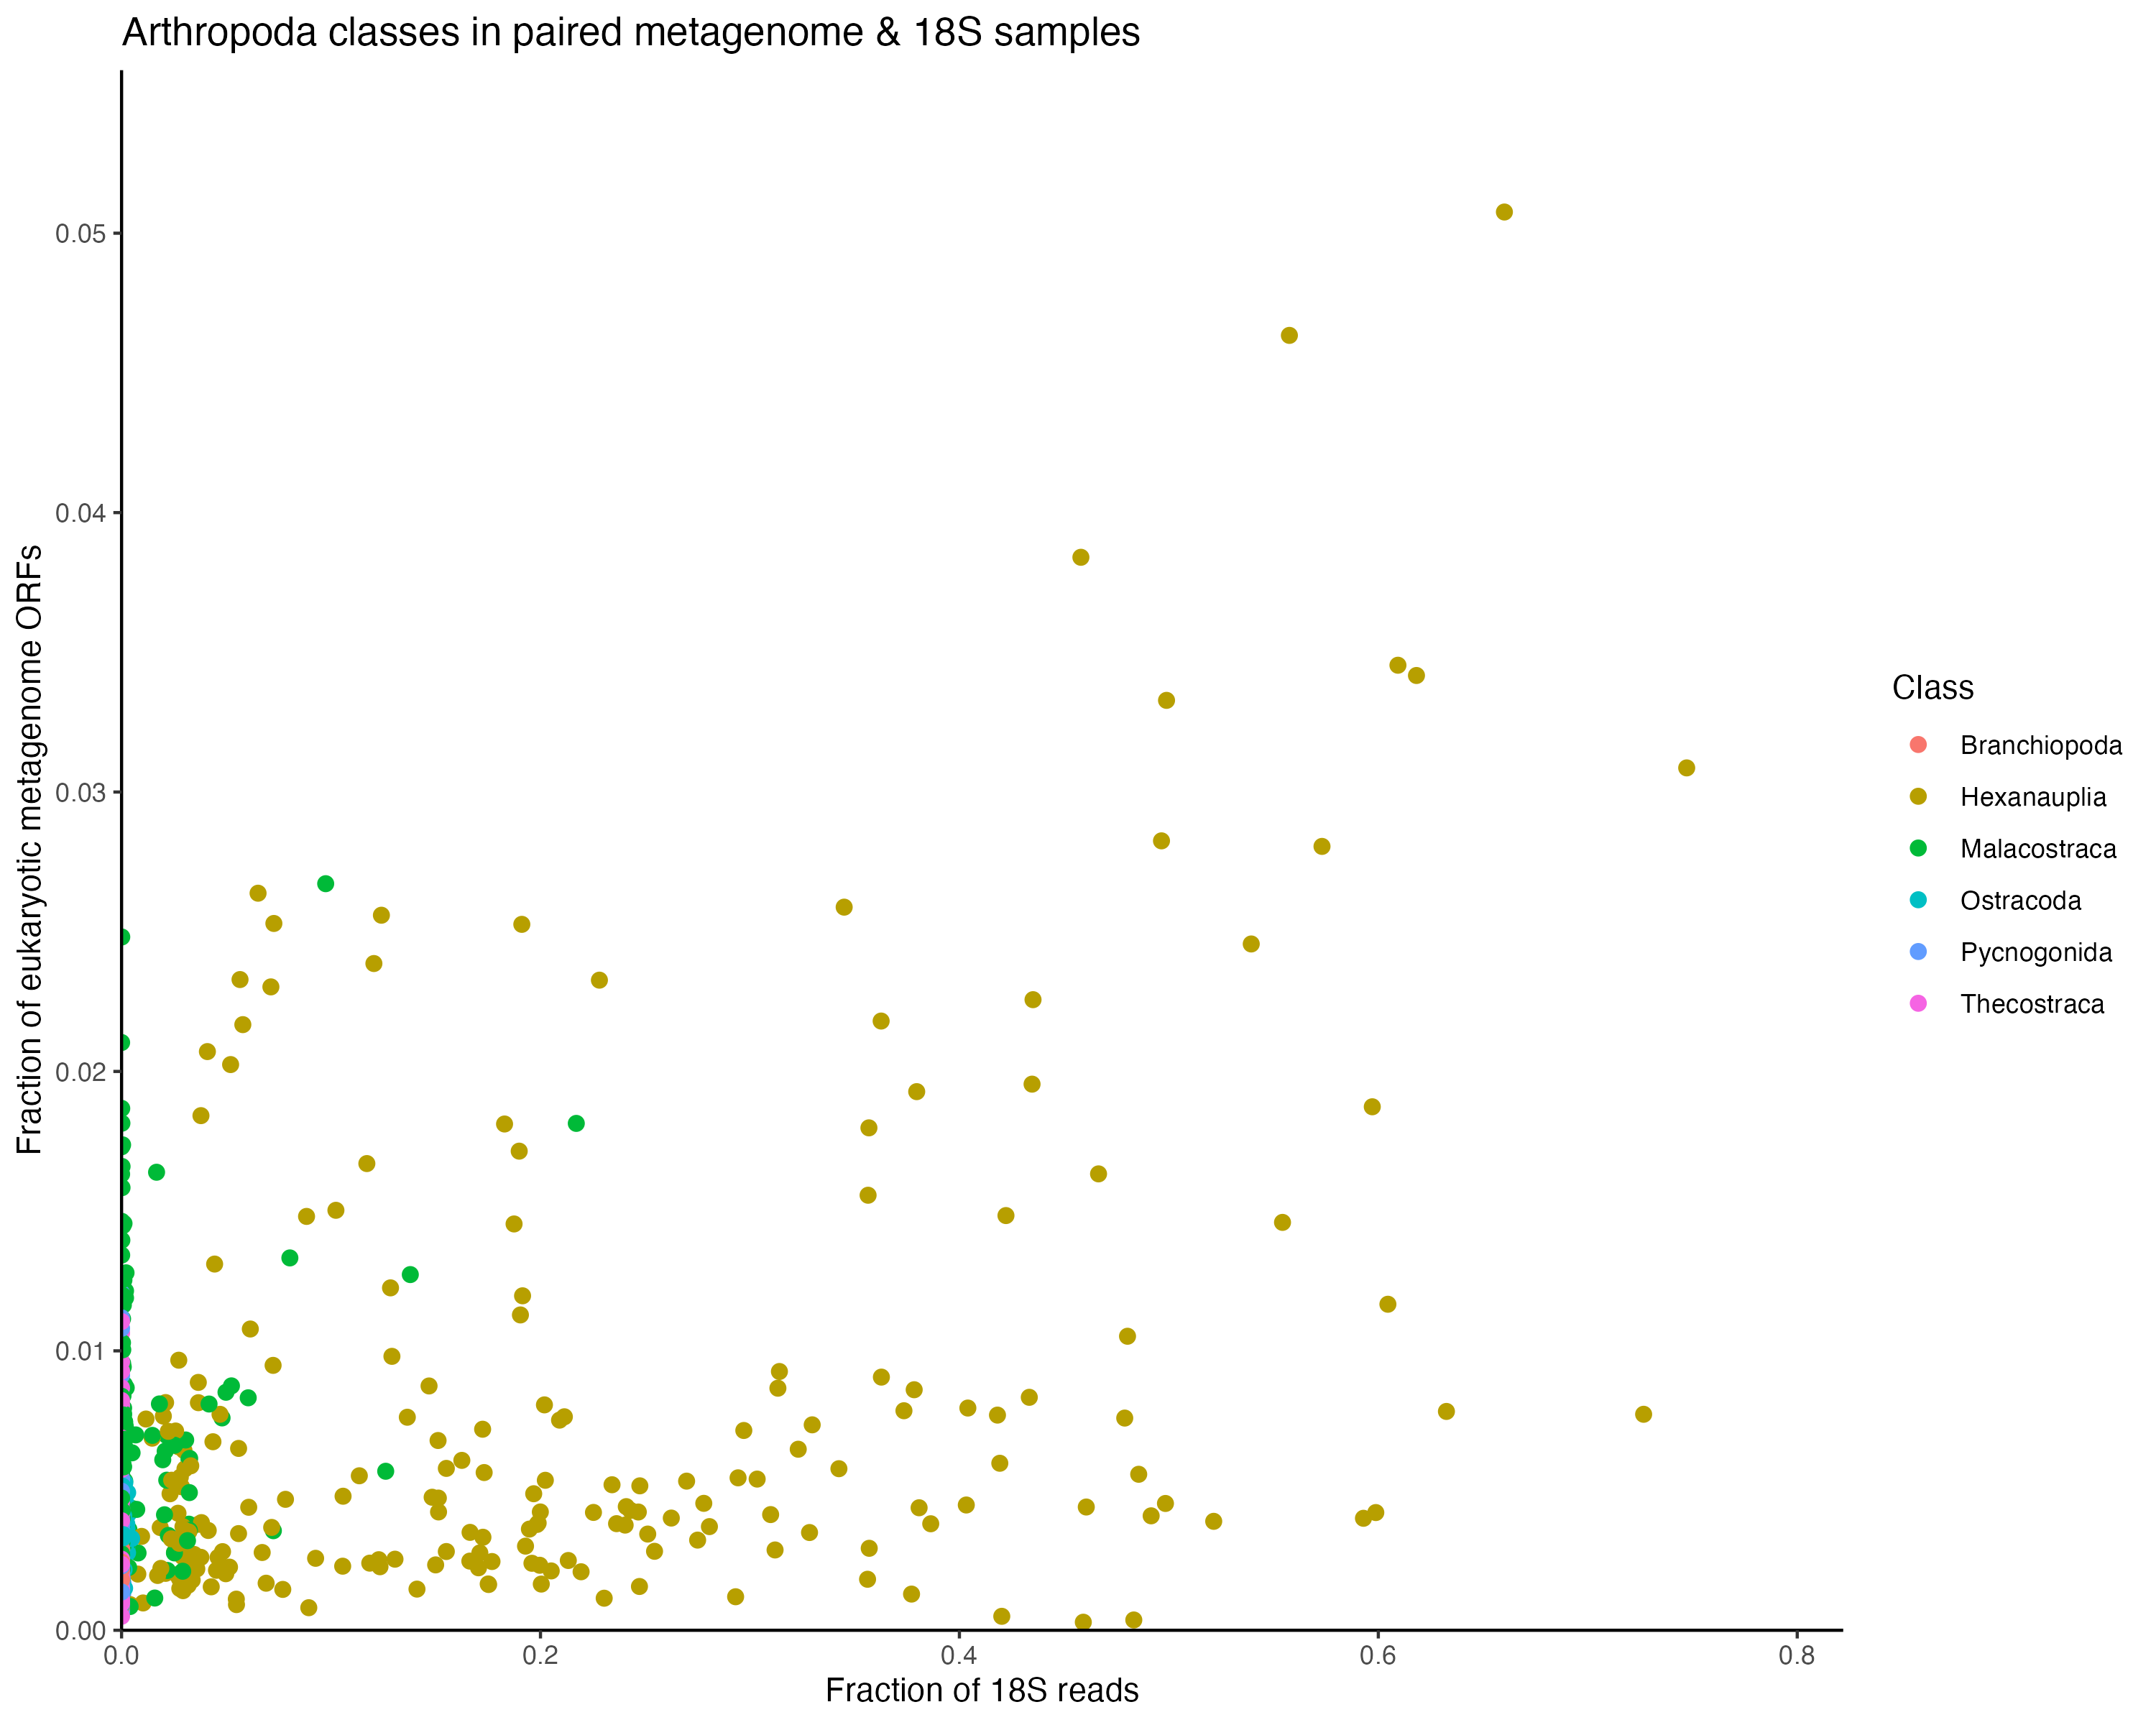 Arthropoda classes in paired metagenome & 18S samples
Fraction of eukaryotic metagenome ORFs
0.05
0.04
0.03
0.02
0.01
0.00
0.0
0.2
0.4
0.6
0.8
Fraction of 18S reads
Class
Branchiopoda
Hexanauplia
Malacostraca
Ostracoda
Pycnogonida
Thecostraca